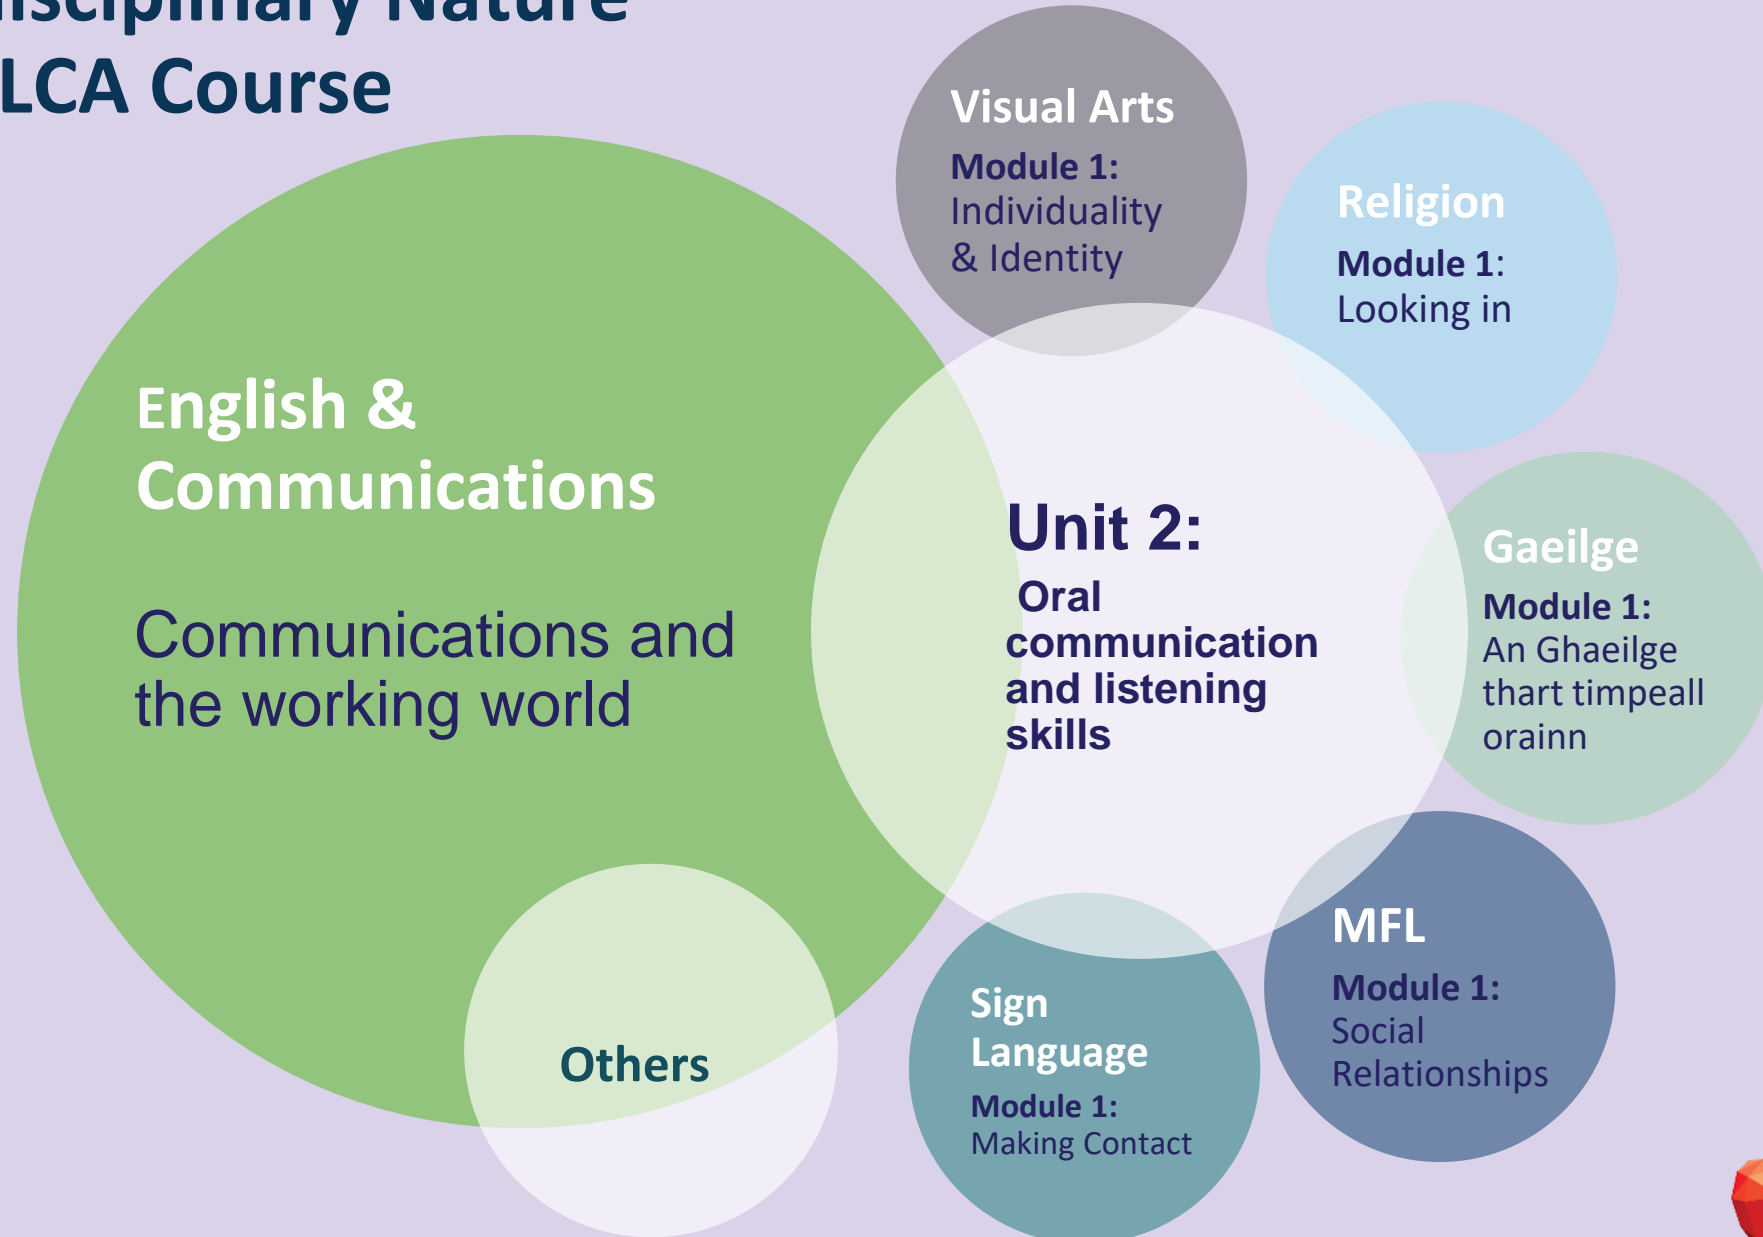 disciplinary Nature
LCA Course
Visual Arts
Module 1:
Individuality
& Identity
Religion
Module 1:
Looking in
English &
Communications
Communications and
the working world
Unit 2:
Oral
communication
and listening
skills
Gaeilge
Module 1:
An Ghaeilge
thart timpeall
orainn
MFL
Module 1:
Social
Relationships
Sign
Language
Module 1:
Making Contact
Others